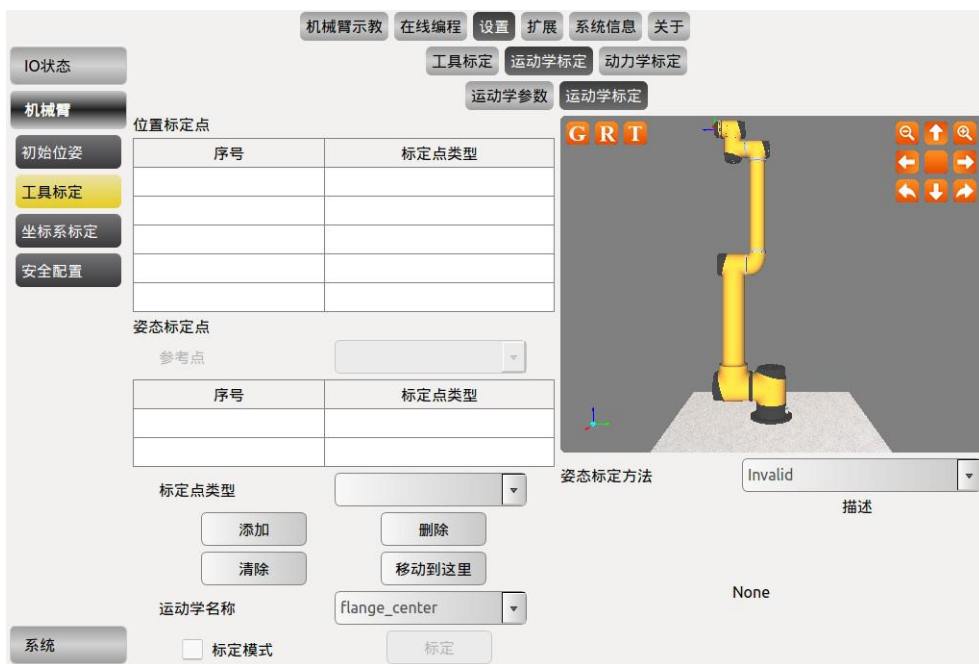 机械臂示教 在线编程 设置 扩展 系统信息 关于
IO状态 工具标定 运动学标定 动力学标定
机械臂 运动学参数 运动学标定
位置标定点
初始位姿 序号 标定点类型 G R T
工具标定
坐标系标定
安全配置
姿态标定点
参考点
序号 标定点类型
标定点类型 姿态标定方法 Invalid
描述
添加 删除
清除 移动到这里
None
运动学名称 flange_center
系统 标定模式 标定